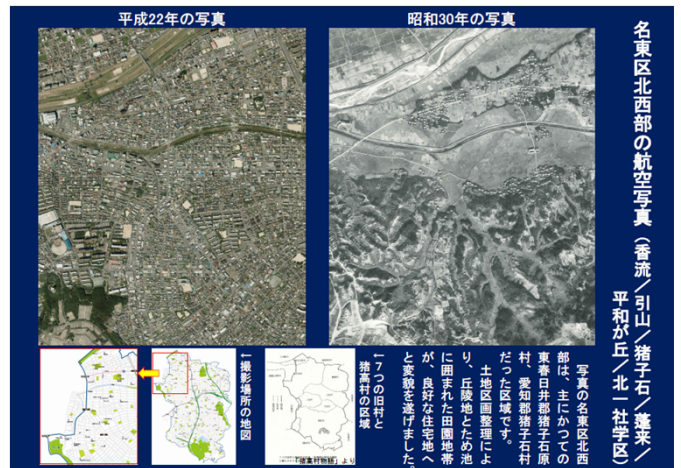 平成22年の写真
昭和30年の写真
名東区北西部の航空写真（香流／引山／猪子石／蓬来／
平和が丘／北一社学区）
写真の名東区北西
部は、主にかつての
東春日井郡猪子石原
村、愛知郡猪子石村
だった区域です。
土地区画整理によ
り、丘陵地とため池
に囲まれた田園地帯
が、良好な住宅地へ
と変貌を遂げました。
←７つの旧村と
猪高村の区域
「猪高村物語」より
←撮影場所の地図